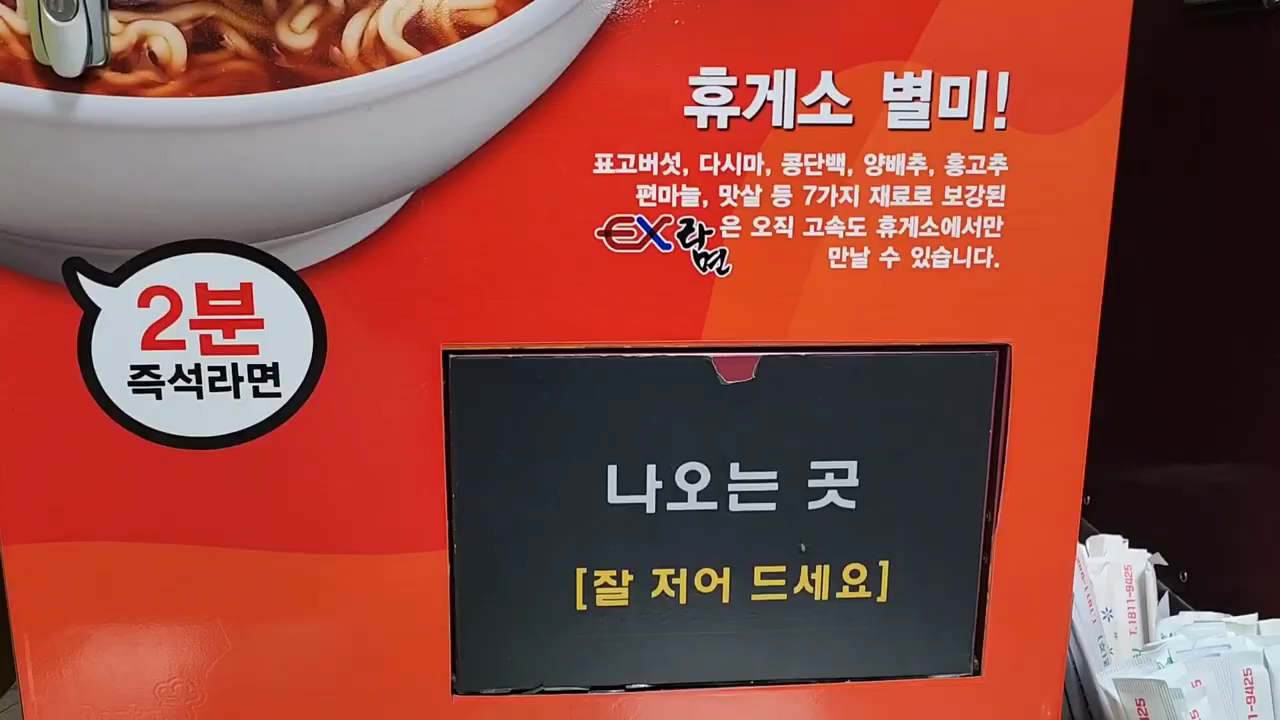 휴게소 별미!
표고버섯, 다시마, 콩단백, 양배추, 홍고추
편마늘, 맛살 등 7가지 재료로 보강된
EX라면은 오직 고속도 휴게소에서만
만날 수 있습니다.
2분
즉석라면
나오는 곳
[잘 저어 드세요]
T.1811-9425
9425